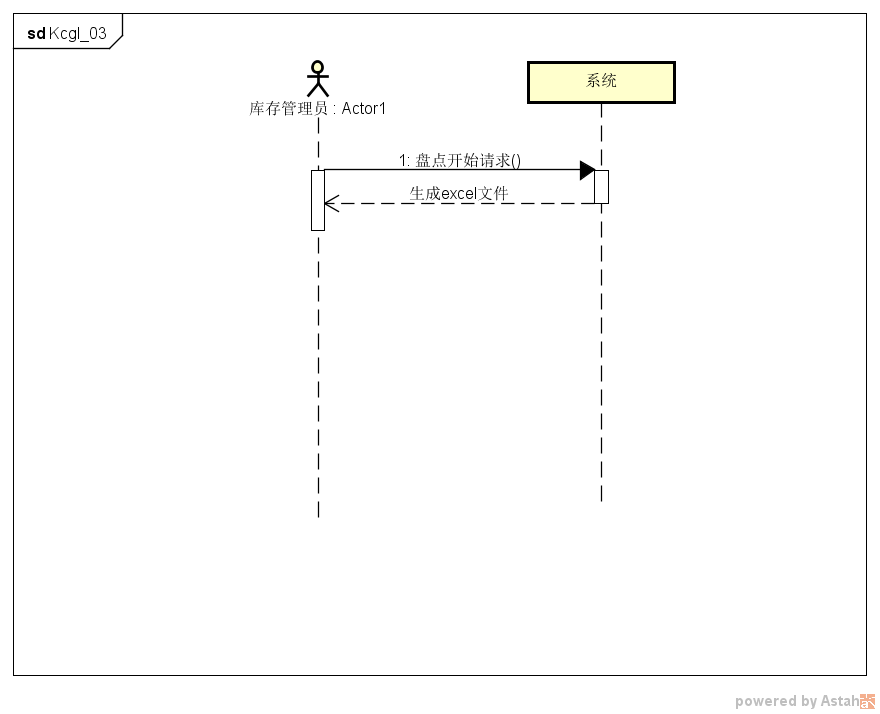 sd Kcgl_03
系统
库存管理员 : Actor1
1: 盘点开始请求()
生成excel文件
powered by Astah